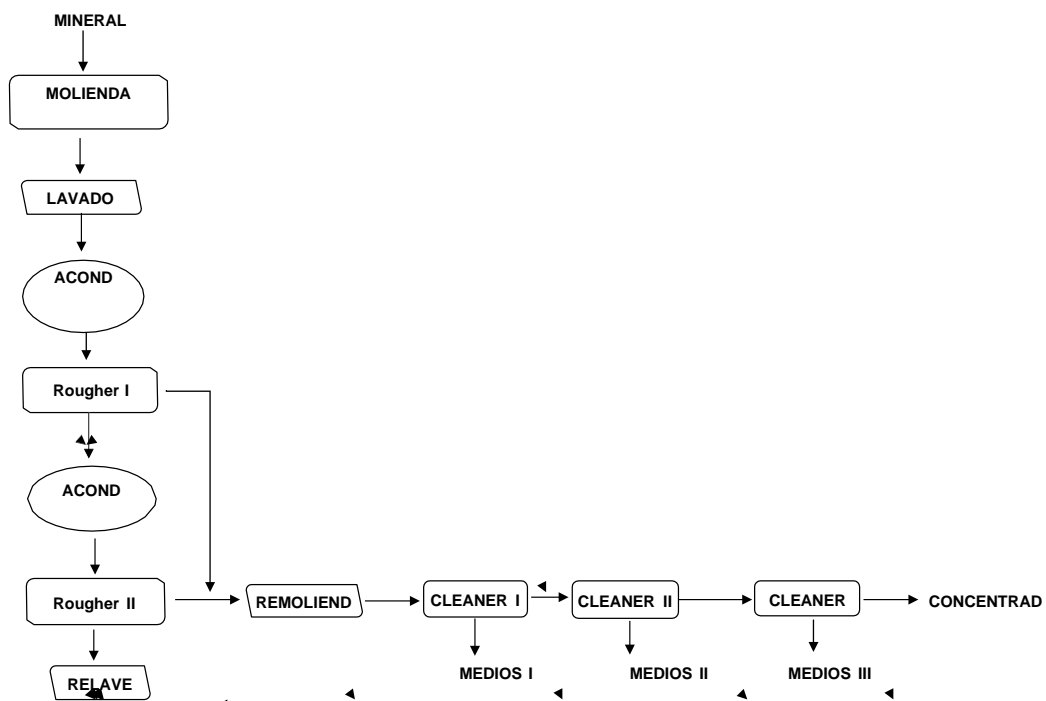 MINERAL
MOLIENDA
LAVADO
ACOND
Rougher I
ACOND
Rougher II
REMOLIEND
CLEANER I
CLEANER II
CLEANER
CONCENTRAD
RELAVE
MEDIOS I
MEDIOS II
MEDIOS III